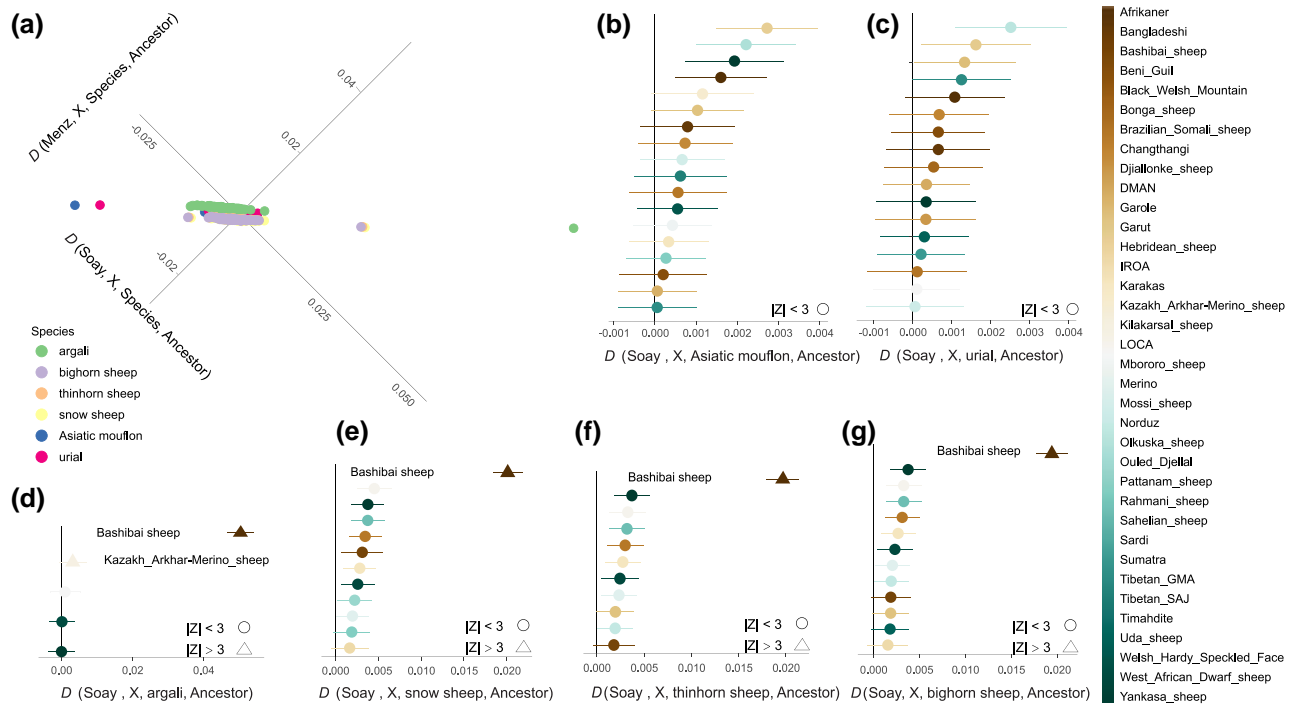 (a)
D (Menz, X, Species, Ancestor)
0.04
0.02
-0.025
-0.02
0.025
0.050
D (Soay, X, Species, Ancestor)
Species
argali
bighorn sheep
thinhorn sheep
snow sheep
Asiatic mouflon
urial
(b)
|Z| < 3
-0.001 0.000 0.001 0.002 0.003 0.004
D (Soay , X, Asiatic mouflon, Ancestor)
(c)
|Z| < 3
-0.001 0.000 0.001 0.002 0.003 0.004
D (Soay , X, urial, Ancestor)
(d)
Bashibai sheep
Kazakh_Arkhar-Merino_sheep
|Z| < 3
|Z| > 3
0.00 0.02 0.04
D (Soay , X, argali, Ancestor)
(e)
Bashibai sheep
|Z| < 3
|Z| > 3
0.000 0.005 0.010 0.015 0.020
D (Soay , X, snow sheep, Ancestor)
(f)
Bashibai sheep
|Z| < 3
|Z| > 3
0.000 0.005 0.010 0.015 0.020
D (Soay , X, thinhorn sheep, Ancestor)
(g)
Bashibai sheep
|Z| < 3
|Z| > 3
0.000 0.005 0.010 0.015 0.020
D (Soay, X, bighorn sheep, Ancestor)
Afrikaner
Bangladeshi
Bashibai_sheep
Beni_Guil
Black_Welsh_Mountain
Bonga_sheep
Brazilian_Somali_sheep
Changthangi
Djiallonke_sheep
DMAN
Garole
Garut
Hebridean_sheep
IROA
Karakas
Kazakh_Arkhar-Merino_sheep
Kilakarsal_sheep
LOCA
Mbororo_sheep
Merino
Mossi_sheep
Norduz
Olkuska_sheep
Ouled_Djellal
Pattanam_sheep
Rahmani_sheep
Sahelian_sheep
Sardi
Sumatra
Tibetan_GMA
Tibetan_SAJ
Timahdite
Uda_sheep
Welsh_Hardy_Speckled_Face
West_African_Dwarf_sheep
Yankasa_sheep